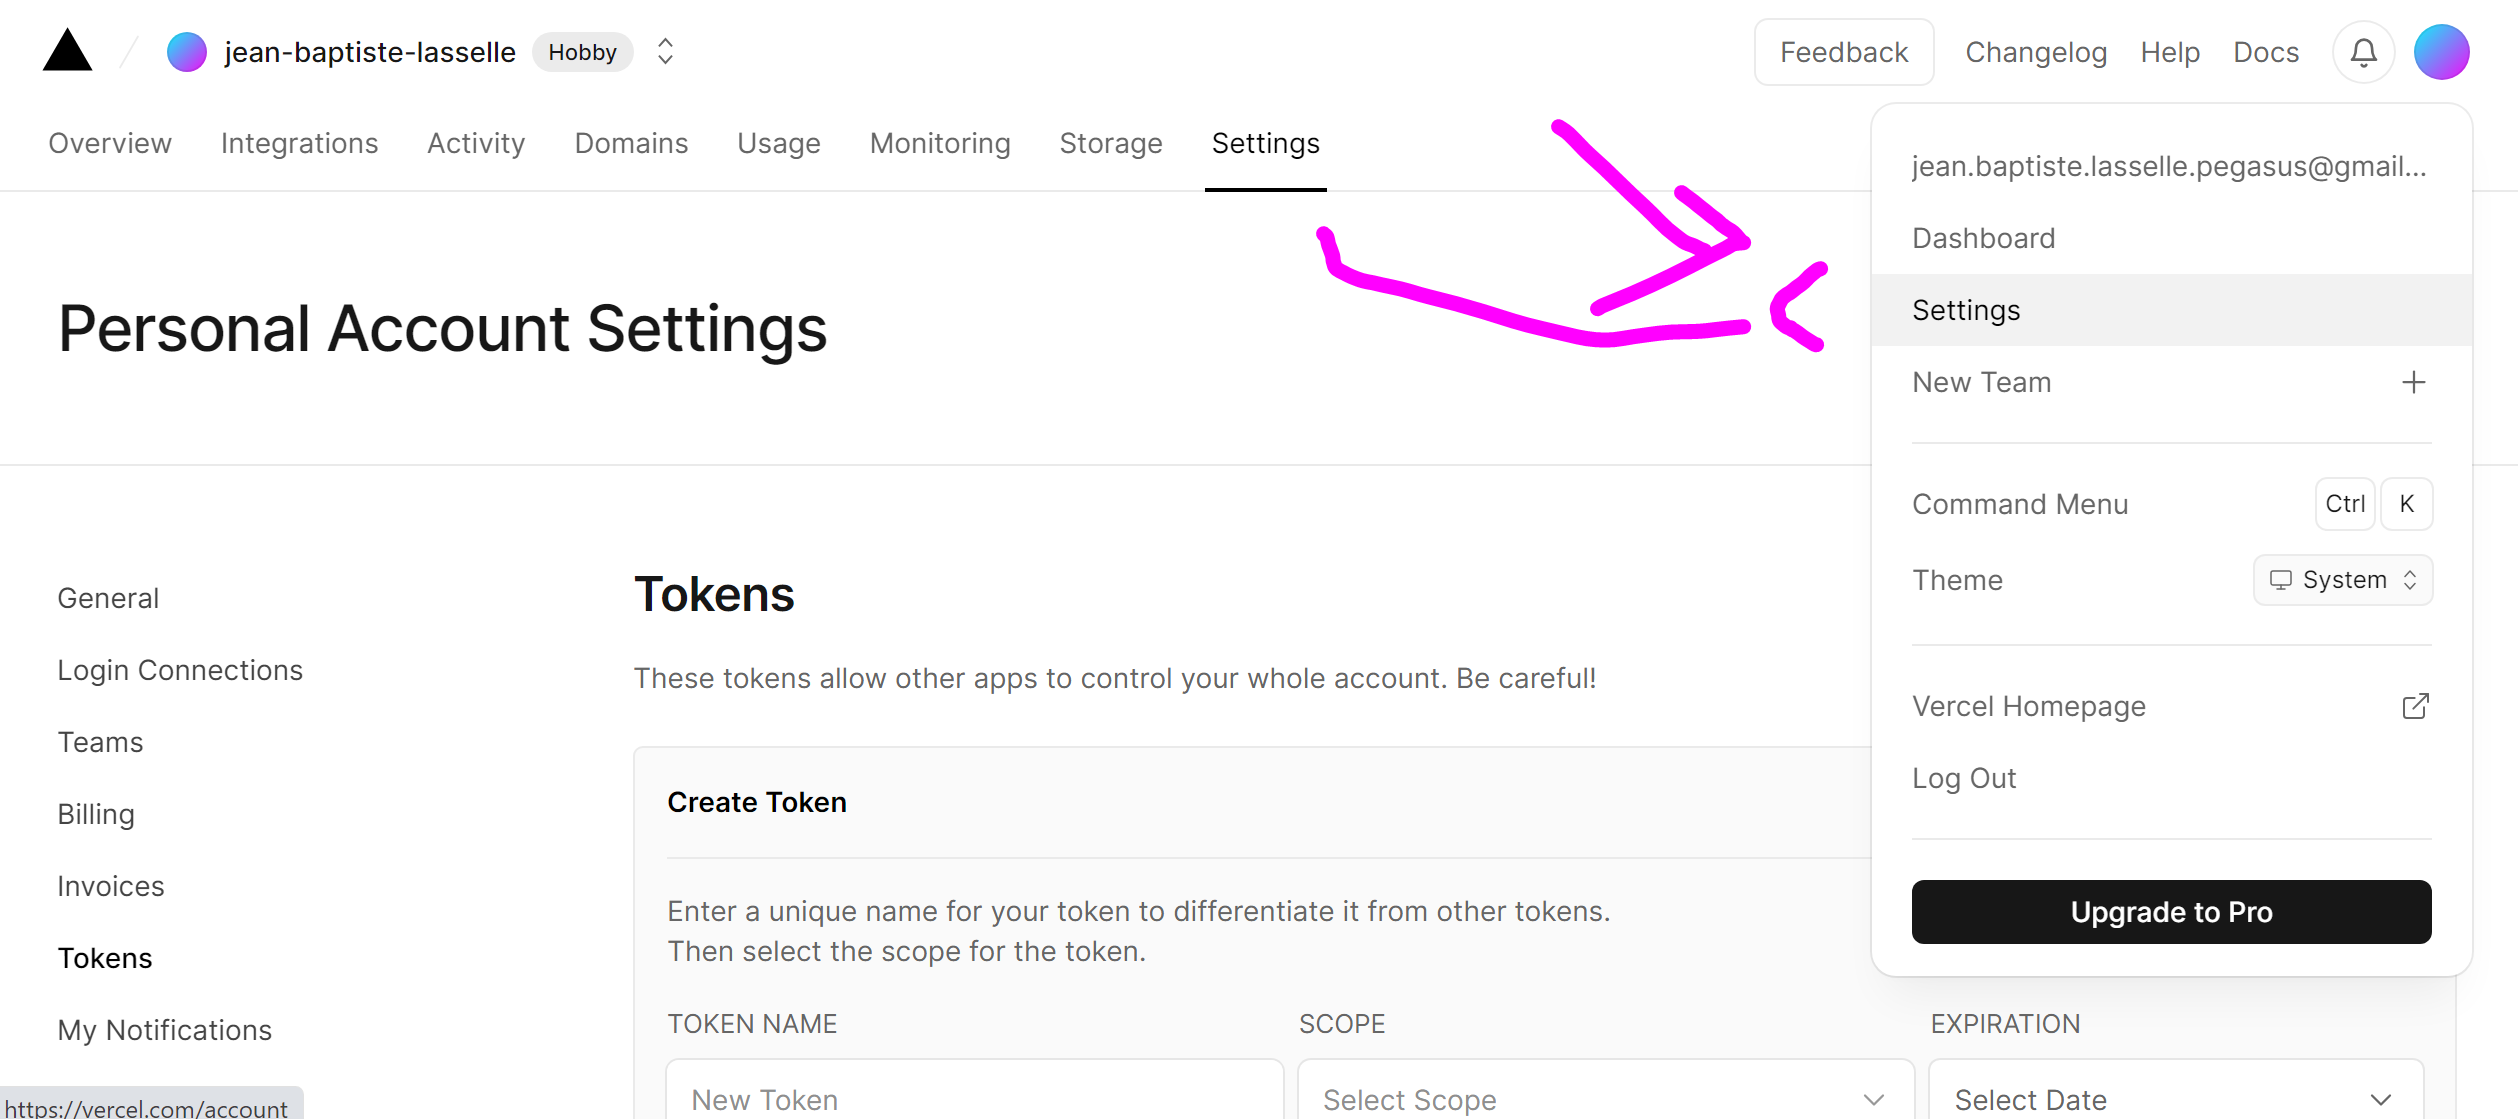 jean-baptiste-lasselle Hobby
Feedback Changelog Help Docs
Overview Integrations Activity Domains Usage Monitoring Storage Settings
jean.baptiste.lasselle.pegasus@gmail...
Dashboard
Settings
New Team
Command Menu Ctrl K
Theme System
Vercel Homepage
Log Out
Upgrade to Pro
Personal Account Settings
General
Login Connections
Teams
Billing
Invoices
Tokens
My Notifications
Tokens
These tokens allow other apps to control your whole account. Be careful!
Create Token
Enter a unique name for your token to differentiate it from other tokens.
Then select the scope for the token.
TOKEN NAME SCOPE EXPIRATION
New Token Select Scope Select Date
https://vercel.com/account